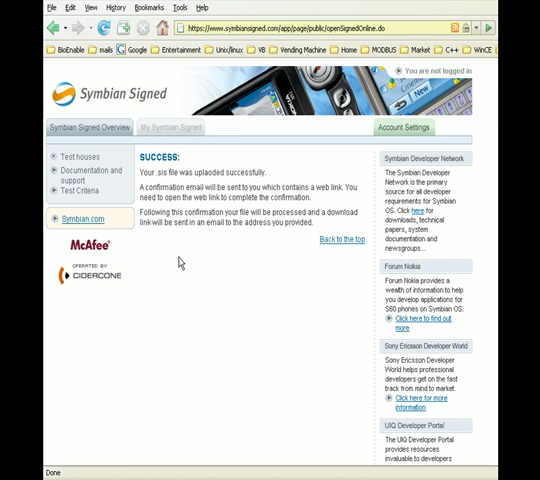 File Edit View History Bookmarks Tools Help
https://www.symbiansigned.com/app/page/public/openSignedOnline.do
BioEnable mails Google Entertainment Unix/linux VB Vending Machine Home MODBUS Market C++ WinCE
You are not logged in
Symbian Signed
NOKIA
Symbian Signed Overview My Symbian Signed Account Settings
Test houses
Documentation and
support
Test Criteria
Symbian.com
McAfee
OPERATED BY
CIDERCONE
SUCCESS:
Your .sis file was uplaoded successfully.
A confirmation email will be sent to you which contains a web link. You
need to open the web link to complete the confirmation.
Following this confirmation your file will be processed and a download
link will be sent in an email to the address you provided.
Back to the top
Symbian Developer Network
The Symbian Developer
Network is the primary
source for all developer
requirements for Symbian
OS. Click here for
downloads, technical
papers, system
documentation and
newsgroups...
Forum Nokia
Forum Nokia provides a
wealth of information to help
you develop applications for
S60 phones on Symbian OS.
Click here to find out
more
Sony Ericsson Developer World
Sony Ericsson Developer
World helps professional
developers get on the fast
track from mind to market.
Click here for more
information
UIQ Developer Portal
The UIQ Developer Portal
provides resources
invaluable to developers
Done